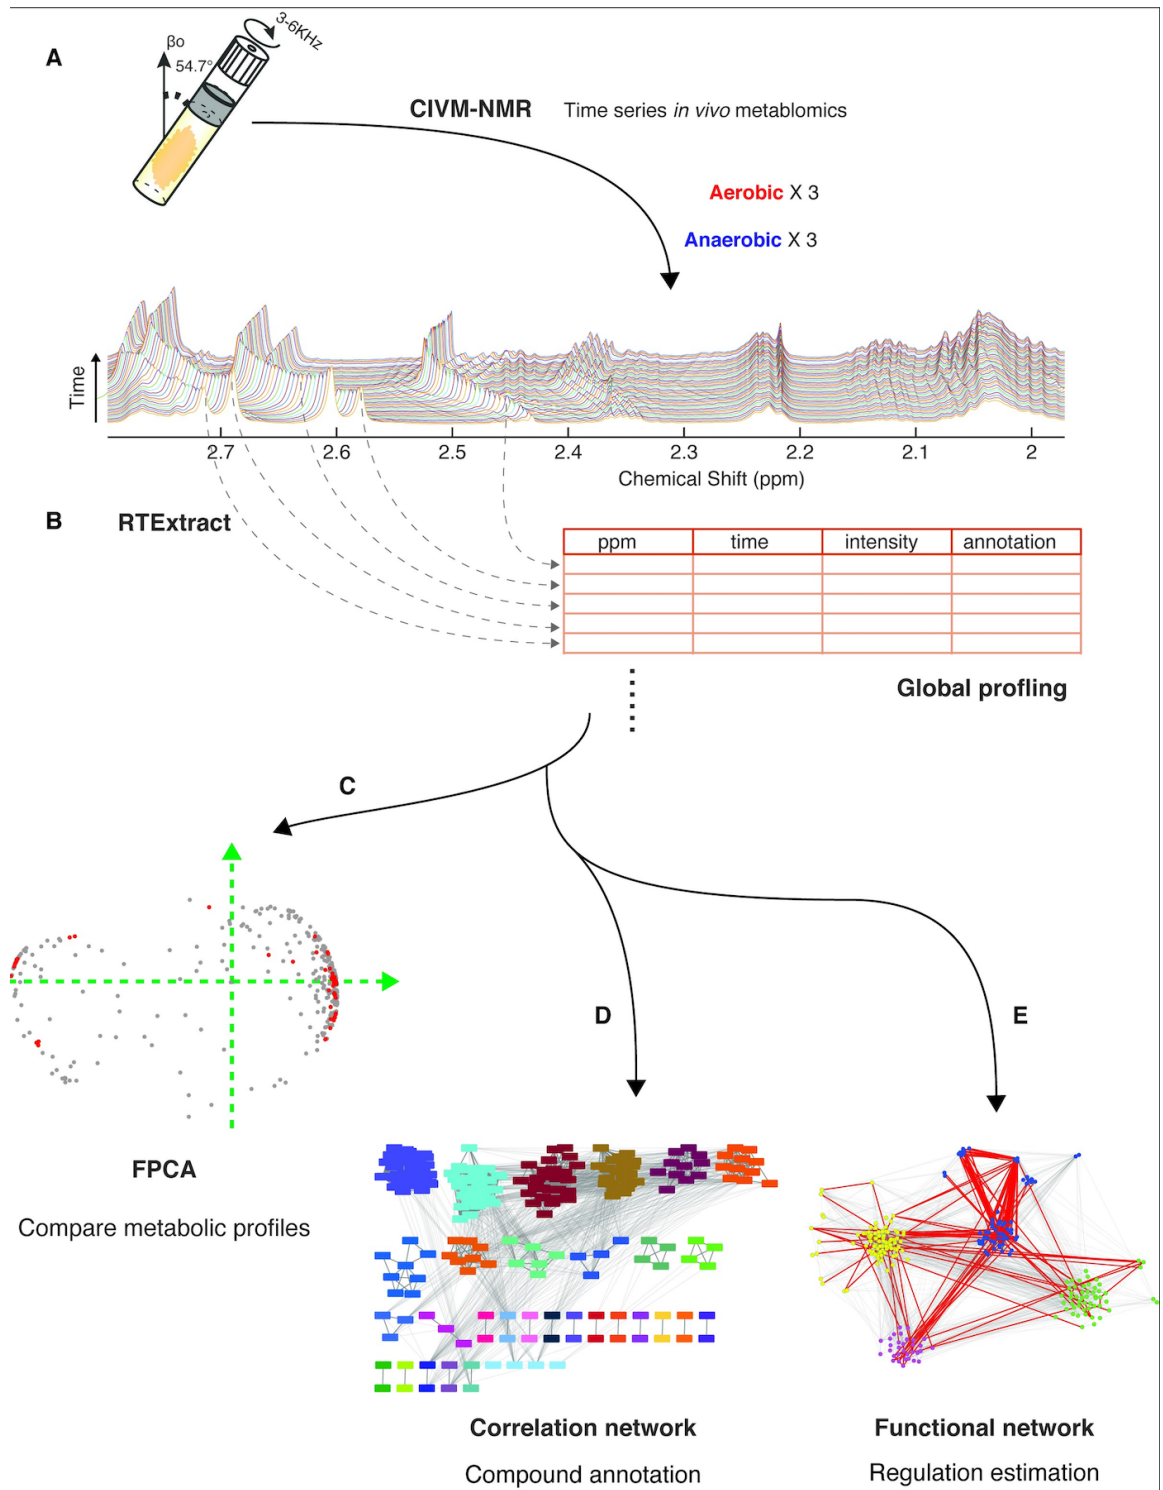 A
βo
54.7°
3-6KHz
CIVM-NMR Time series in vivo metablomics
Aerobic X 3
Anaerobic X 3
Time
2.7 2.6 2.5 2.4 2.3 2.2 2.1 2
Chemical Shift (ppm)
B RTExtract
ppm time intensity annotation
Global profling
C
D
E
FPCA
Compare metabolic profiles
Correlation network
Compound annotation
Functional network
Regulation estimation